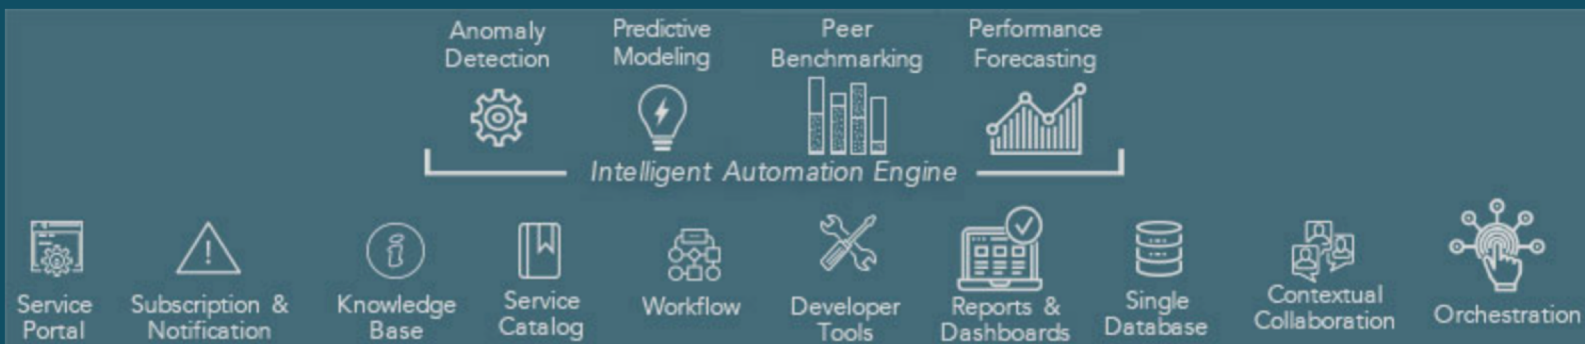 Anomaly
Detection
Predictive
Modeling
Peer
Benchmarking
Performance
Forecasting
Intelligent Automation Engine
Service
Portal
Subscription &
Notification
Knowledge
Base
Service
Catalog
Workflow
Developer
Tools
Reports &
Dashboards
Single
Database
Contextual
Collaboration
Orchestration